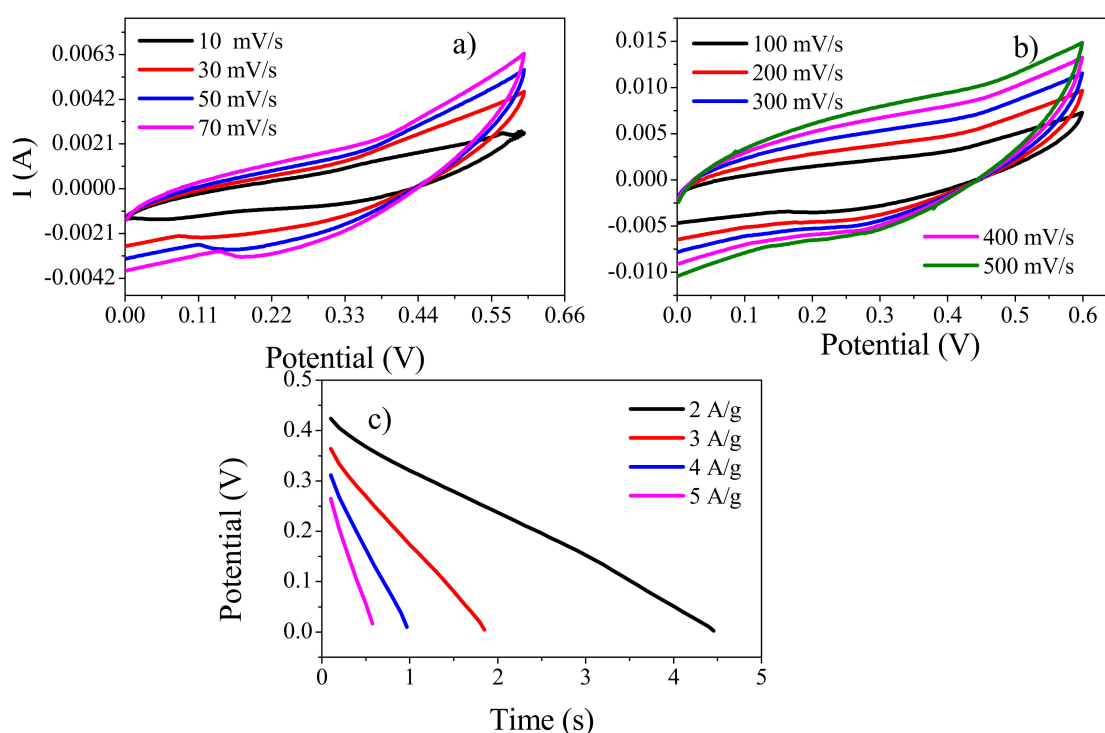 a)
10 mV/s
30 mV/s
50 mV/s
70 mV/s
I (A)
0.0063
0.0042
0.0021
0.0000
-0.0021
-0.0042
0.00 0.11 0.22 0.33 0.44 0.55 0.66
Potential (V)
b)
100 mV/s
200 mV/s
300 mV/s
400 mV/s
500 mV/s
0.015
0.010
0.005
0.000
-0.005
-0.010
0.0 0.1 0.2 0.3 0.4 0.5 0.6
Potential (V)
c)
2 A/g
3 A/g
4 A/g
5 A/g
Potential (V)
0.5
0.4
0.3
0.2
0.1
0.0
0 1 2 3 4 5
Time (s)